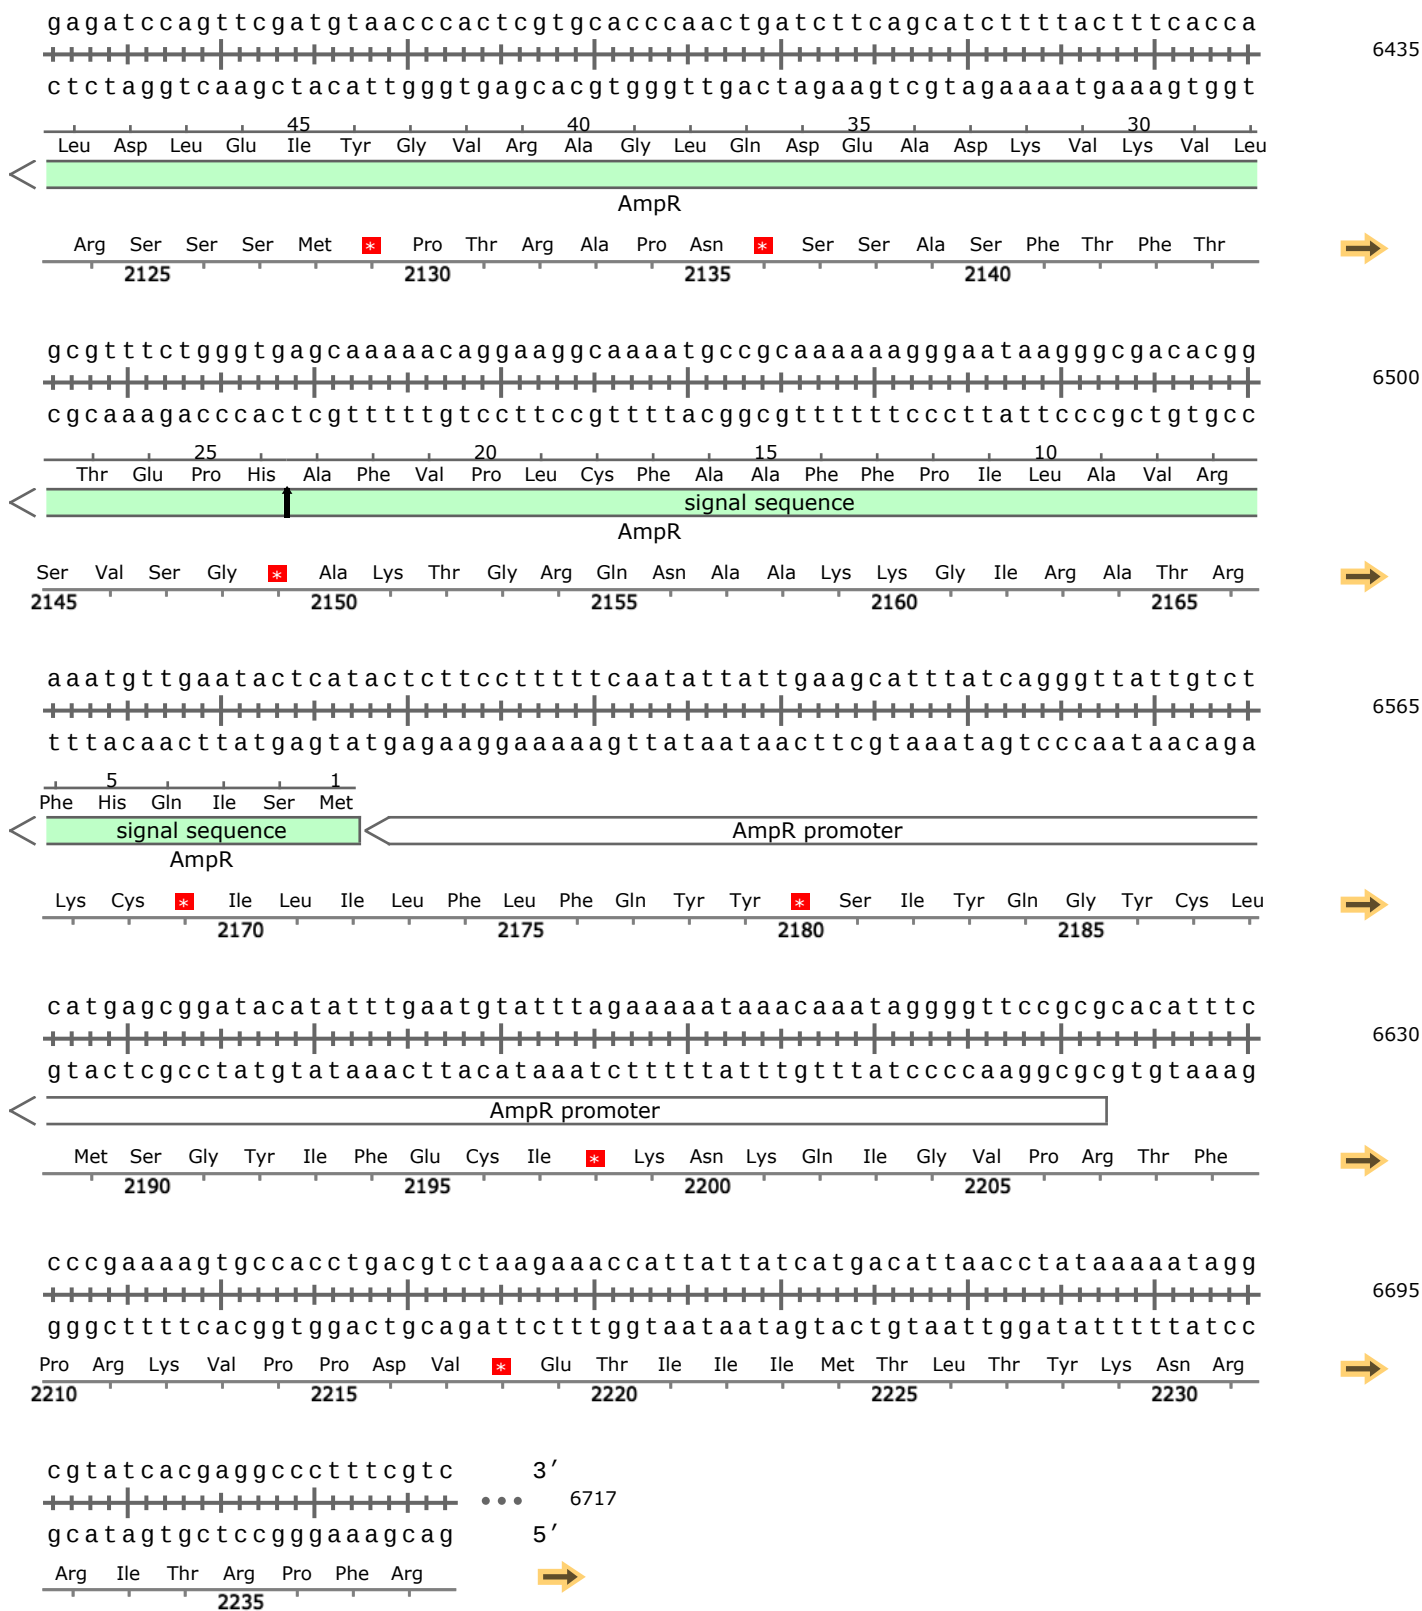 gagatccagttcgatgtaacccactcgtgcacccaactgatcttcagcatcttttactttcacca
6435
ctctaggtcaagctacattgggtgagcacgtgggttgactagaagtcgtagaaaatgaaagtggt
45 40 35 30
Leu Asp Leu Glu Ile Tyr Gly Val Arg Ala Gly Leu Gln Asp Glu Ala Asp Lys Val Lys Val Leu
AmpR
Arg Ser Ser Ser Met * Pro Thr Arg Ala Pro Asn * Ser Ser Ala Ser Phe Thr Phe Thr
2125 2130 2135 2140
gcgtttctgggtgagcaaaaacaggaaggcaaaatgccgcaaaaaagggaataagggcgacacgg
6500
cgcaaagacccactcgtttttgtccttccgttttacggcgttttttcccttattcccgctgtgcc
25 20 15 10
Thr Glu Pro His Ala Phe Val Pro Leu Cys Phe Ala Ala Phe Phe Pro Ile Leu Ala Val Arg
signal sequence
AmpR
Ser Val Ser Gly * Ala Lys Thr Gly Arg Gln Asn Ala Ala Lys Lys Gly Ile Arg Ala Thr Arg
2145 2150 2155 2160 2165
aaatgttgaatactcatactcttcctttttcaatattattgaagcatttatcagggttattgtct
6565
tttacaacttatgagtatgagaaggaaaaagttataataacttcgtaaatagtcccaataacaga
5 1
Phe His Gln Ile Ser Met
signal sequence AmpR promoter
AmpR
Lys Cys * Ile Leu Ile Leu Phe Leu Phe Gln Tyr Tyr * Ser Ile Tyr Gln Gly Tyr Cys Leu
2170 2175 2180 2185
catgagcggatacatatttgaatgtatttagaaaaataaacaaataggggttccgcgcacatttc
6630
gtactcgcctatgtataaacttacataaatctttttatttgtttatccccaaggcgcgtgtaaag
AmpR promoter
Met Ser Gly Tyr Ile Phe Glu Cys Ile * Lys Asn Lys Gln Ile Gly Val Pro Arg Thr Phe
2190 2195 2200 2205
cccgaaaagtgccacctgacgtctaagaaaccattattatcatgacattaacctataaaaatagg
6695
gggcttttcacggtggactgcagattctttggtaataatagtactgtaattggatatttttatcc
Pro Arg Lys Val Pro Pro Asp Val * Glu Thr Ile Ile Ile Met Thr Leu Thr Tyr Lys Asn Arg
2210 2215 2220 2225 2230
cgtatcacgaggccctttcgtc 3′
6717
gcatagtgctccgggaaagcag 5′
Arg Ile Thr Arg Pro Phe Arg
2235